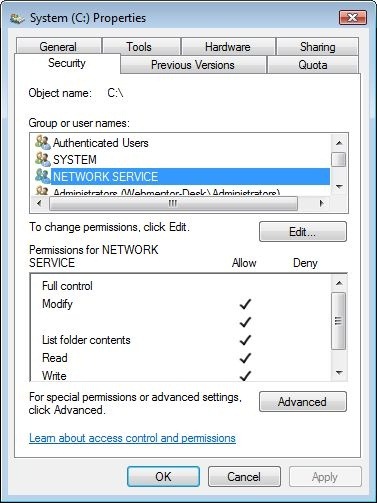 System (C:) Properties
General Tools Hardware Sharing
Security Previous Versions Quota
Object name: C:\
Group or user names:
Authenticated Users
SYSTEM
NETWORK SERVICE
Administrators (Webmentor-Desk\Administrators)
To change permissions, click Edit.
Edit...
Permissions for NETWORK
SERVICE Allow Deny
Full control
Modify
List folder contents
Read
Write
For special permissions or advanced settings,
click Advanced.
Advanced
Learn about access control and permissions
OK Cancel Apply